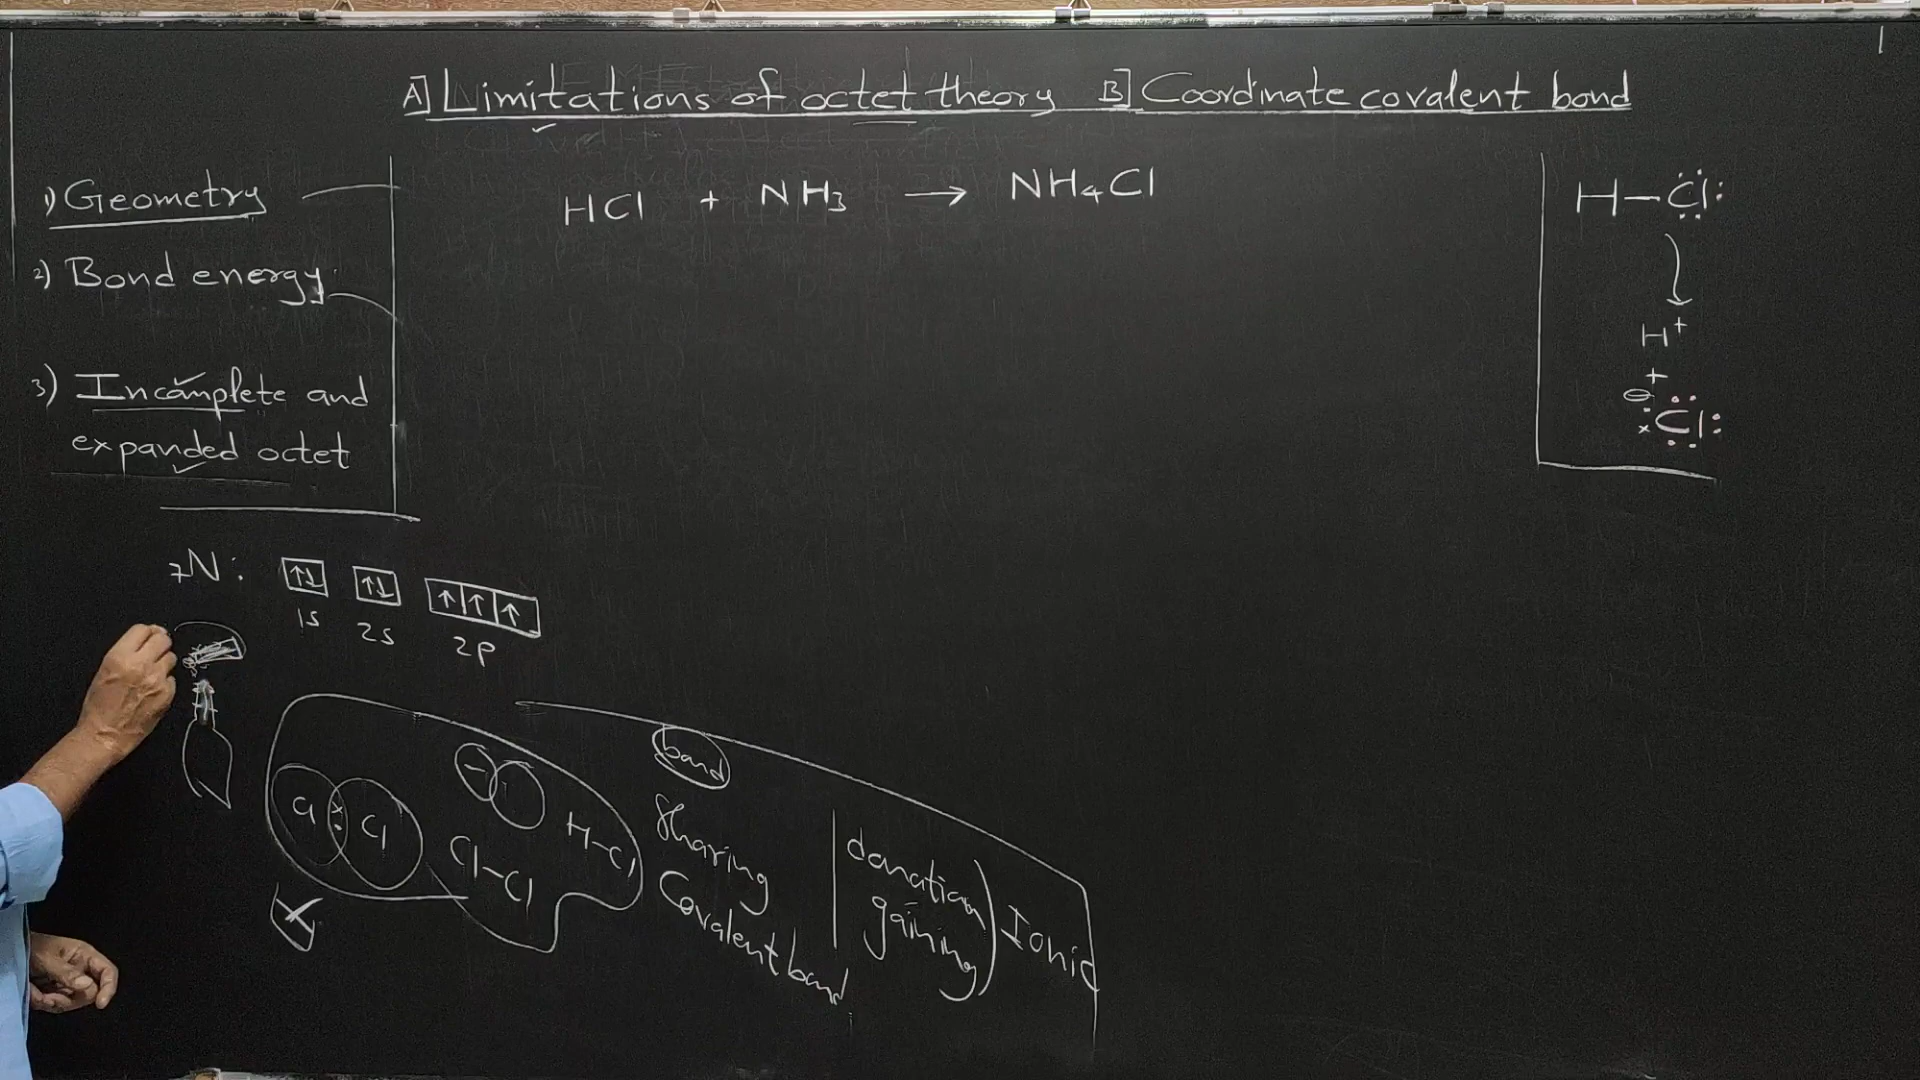 A] Limitations of octet theory B] Coordinate covalent bond
1) Geometry
2) Bond energy
3) Incomplete and
expanded octet
HCl + NH₃ → NH₄Cl
H–Cl
H⁺
+
⊖
Cl
₇N:
↑↓ ↑↓ ↑ ↑ ↑
1s 2s 2p
Cl Cl
Cl–Cl
H–Cl
bond
Sharing
Covalent bond
donation
gaining
Ionic